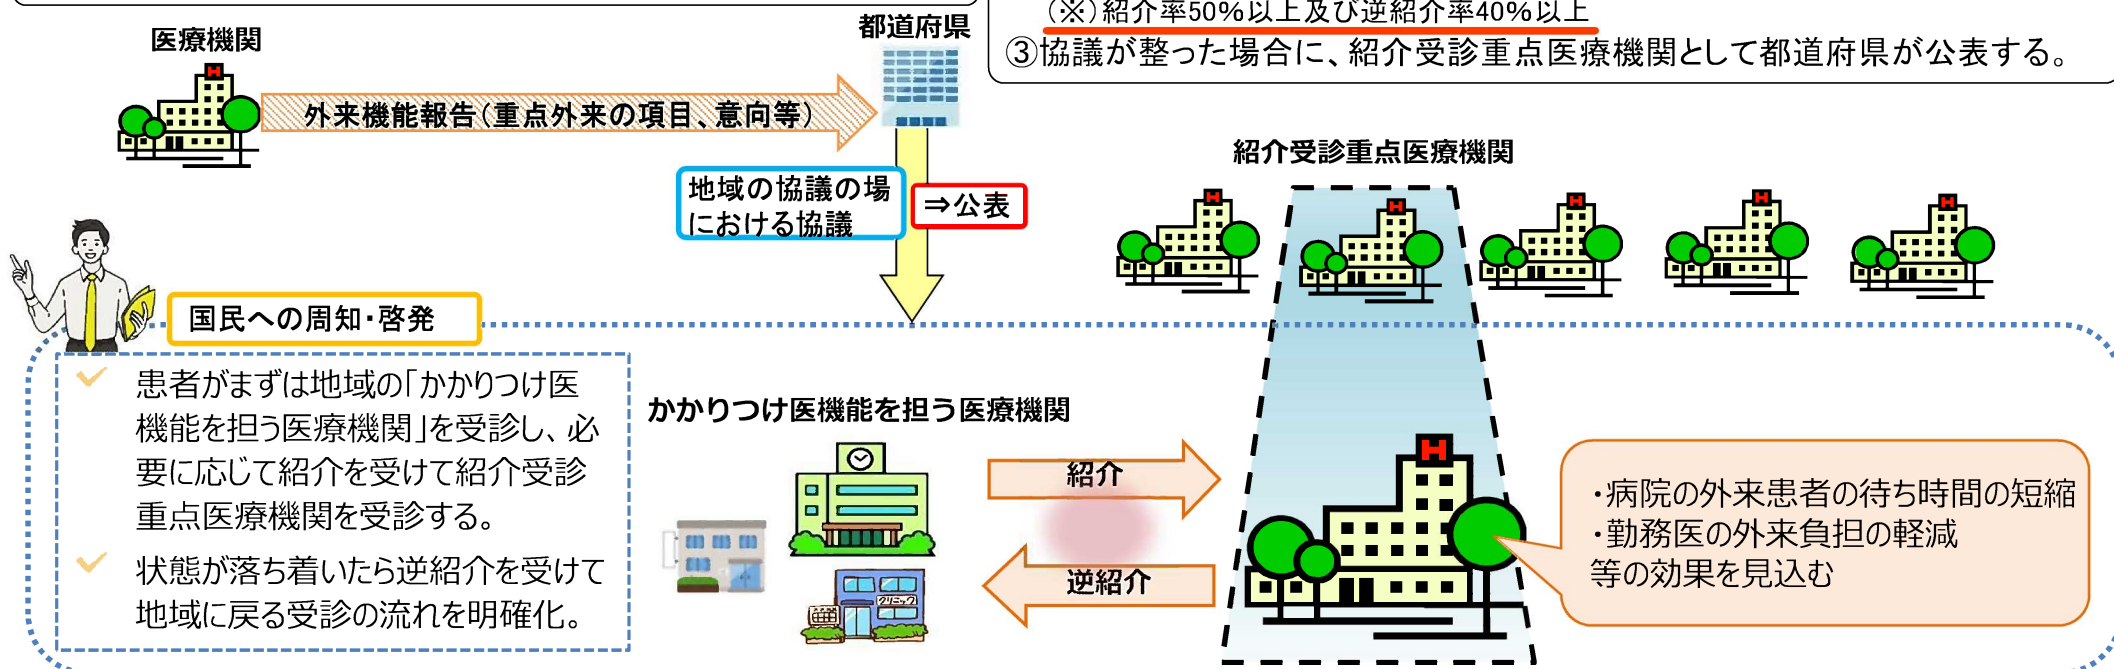 (※)紹介率50%以上及び逆紹介率40%以上
③協議が整った場合に、紹介受診重点医療機関として都道府県が公表する。
医療機関
都道府県
外来機能報告(重点外来の項目、意向等)
地域の協議の場
における協議
⇒公表
紹介受診重点医療機関
国民への周知・啓発
患者がまずは地域の「かかりつけ医
機能を担う医療機関」を受診し、必
要に応じて紹介を受けて紹介受診
重点医療機関を受診する。
状態が落ち着いたら逆紹介を受けて
地域に戻る受診の流れを明確化。
かかりつけ医機能を担う医療機関
クリニック
紹介
逆紹介
H
H
H
H
H
H
H
・病院の外来患者の待ち時間の短縮
・勤務医の外来負担の軽減
等の効果を見込む